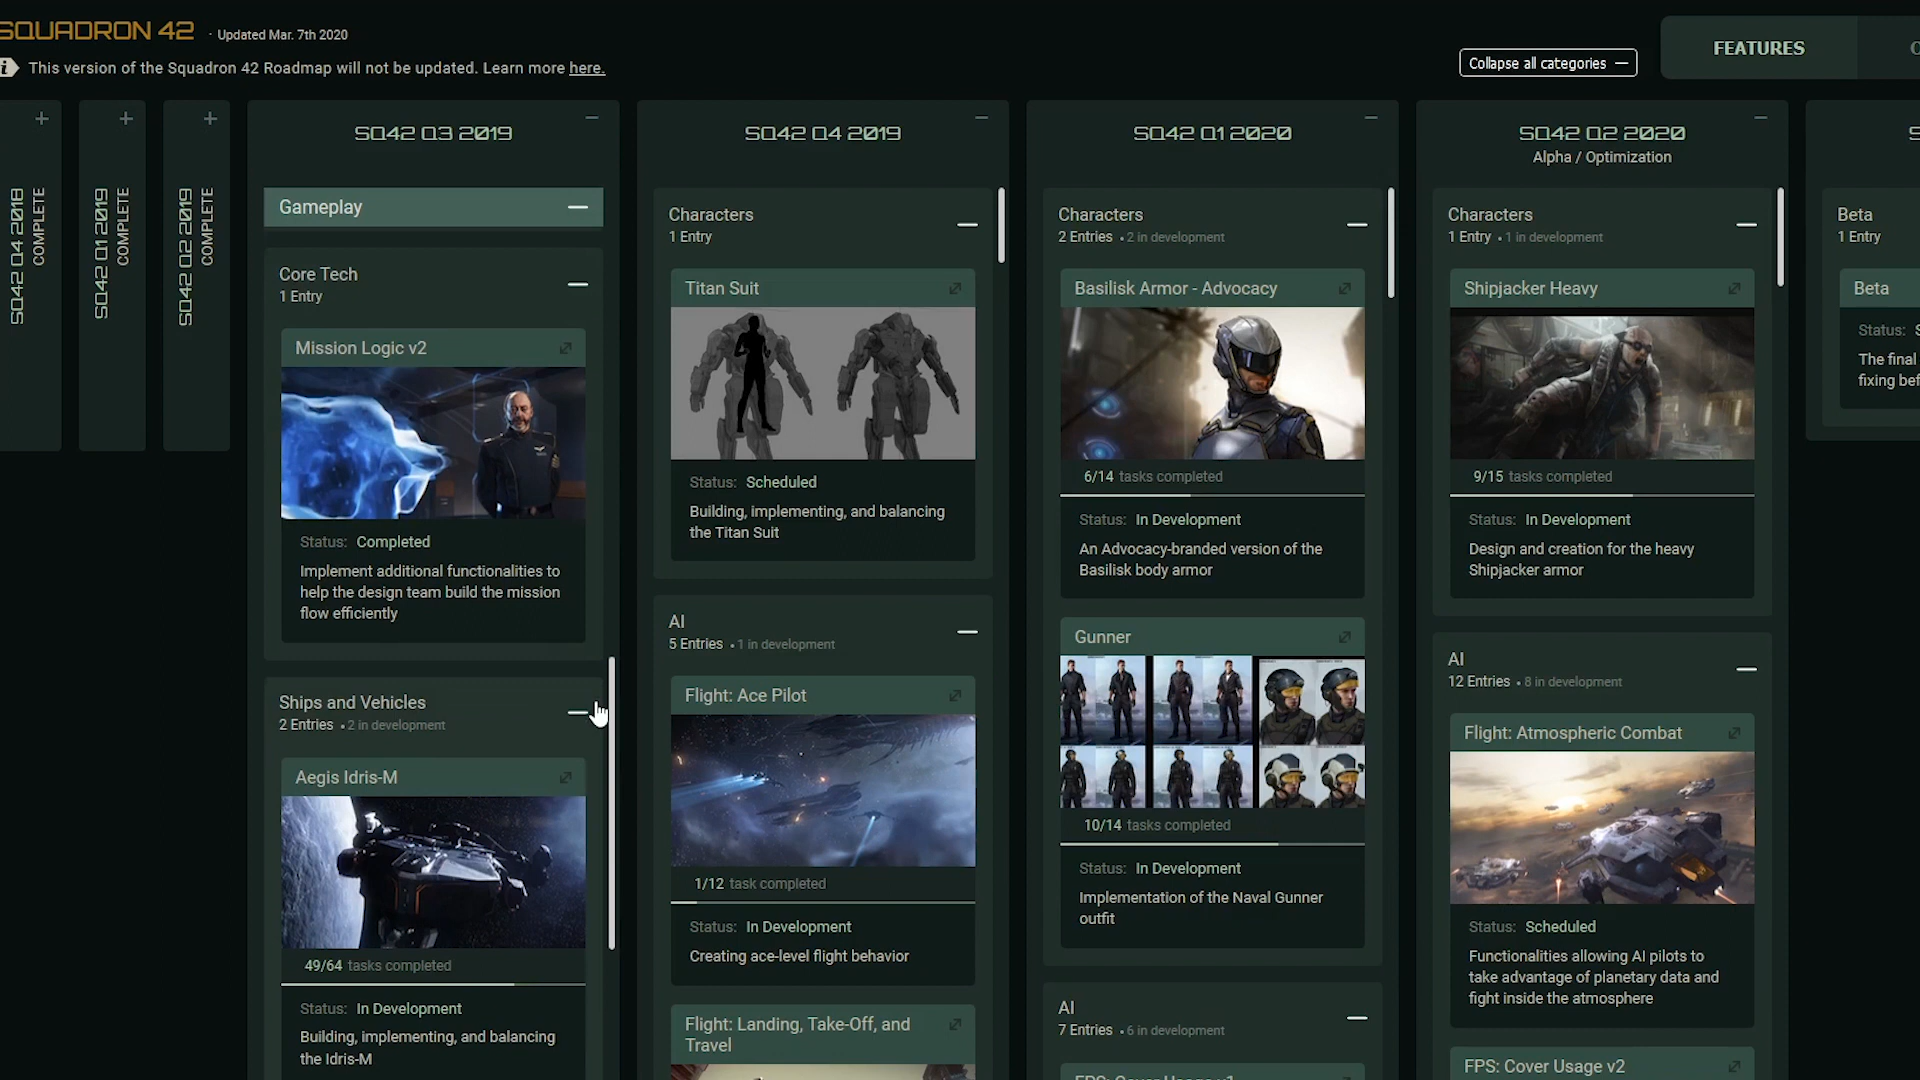 SQUADRON 42 · Updated Mar. 7th 2020
This version of the Squadron 42 Roadmap will not be updated. Learn more here.
Collapse all categories
FEATURES
SQ42 Q4 2018
COMPLETE
SQ42 Q1 2019
COMPLETE
SQ42 Q2 2019
COMPLETE
SQ42 Q3 2019
Gameplay
Core Tech
1 Entry
Mission Logic v2
Status: Completed
Implement additional functionalities to
help the design team build the mission
flow efficiently
Ships and Vehicles
2 Entries • 2 in development
Aegis Idris-M
49/64 tasks completed
Status: In Development
Building, implementing, and balancing
the Idris-M
SQ42 Q4 2019
Characters
1 Entry
Titan Suit
Status: Scheduled
Building, implementing, and balancing
the Titan Suit
AI
5 Entries • 1 in development
Flight: Ace Pilot
1/12 task completed
Status: In Development
Creating ace-level flight behavior
Flight: Landing, Take-Off, and
Travel
SQ42 Q1 2020
Characters
2 Entries • 2 in development
Basilisk Armor - Advocacy
6/14 tasks completed
Status: In Development
An Advocacy-branded version of the
Basilisk body armor
Gunner
10/14 tasks completed
Status: In Development
Implementation of the Naval Gunner
outfit
AI
7 Entries • 6 in development
SQ42 Q2 2020
Alpha / Optimization
Characters
1 Entry • 1 in development
Shipjacker Heavy
9/15 tasks completed
Status: In Development
Design and creation for the heavy
Shipjacker armor
AI
12 Entries • 8 in development
Flight: Atmospheric Combat
Status: Scheduled
Functionalities allowing AI pilots to
take advantage of planetary data and
fight inside the atmosphere
FPS: Cover Usage v2
Beta
1 Entry
Beta
Status:
The final
fixing